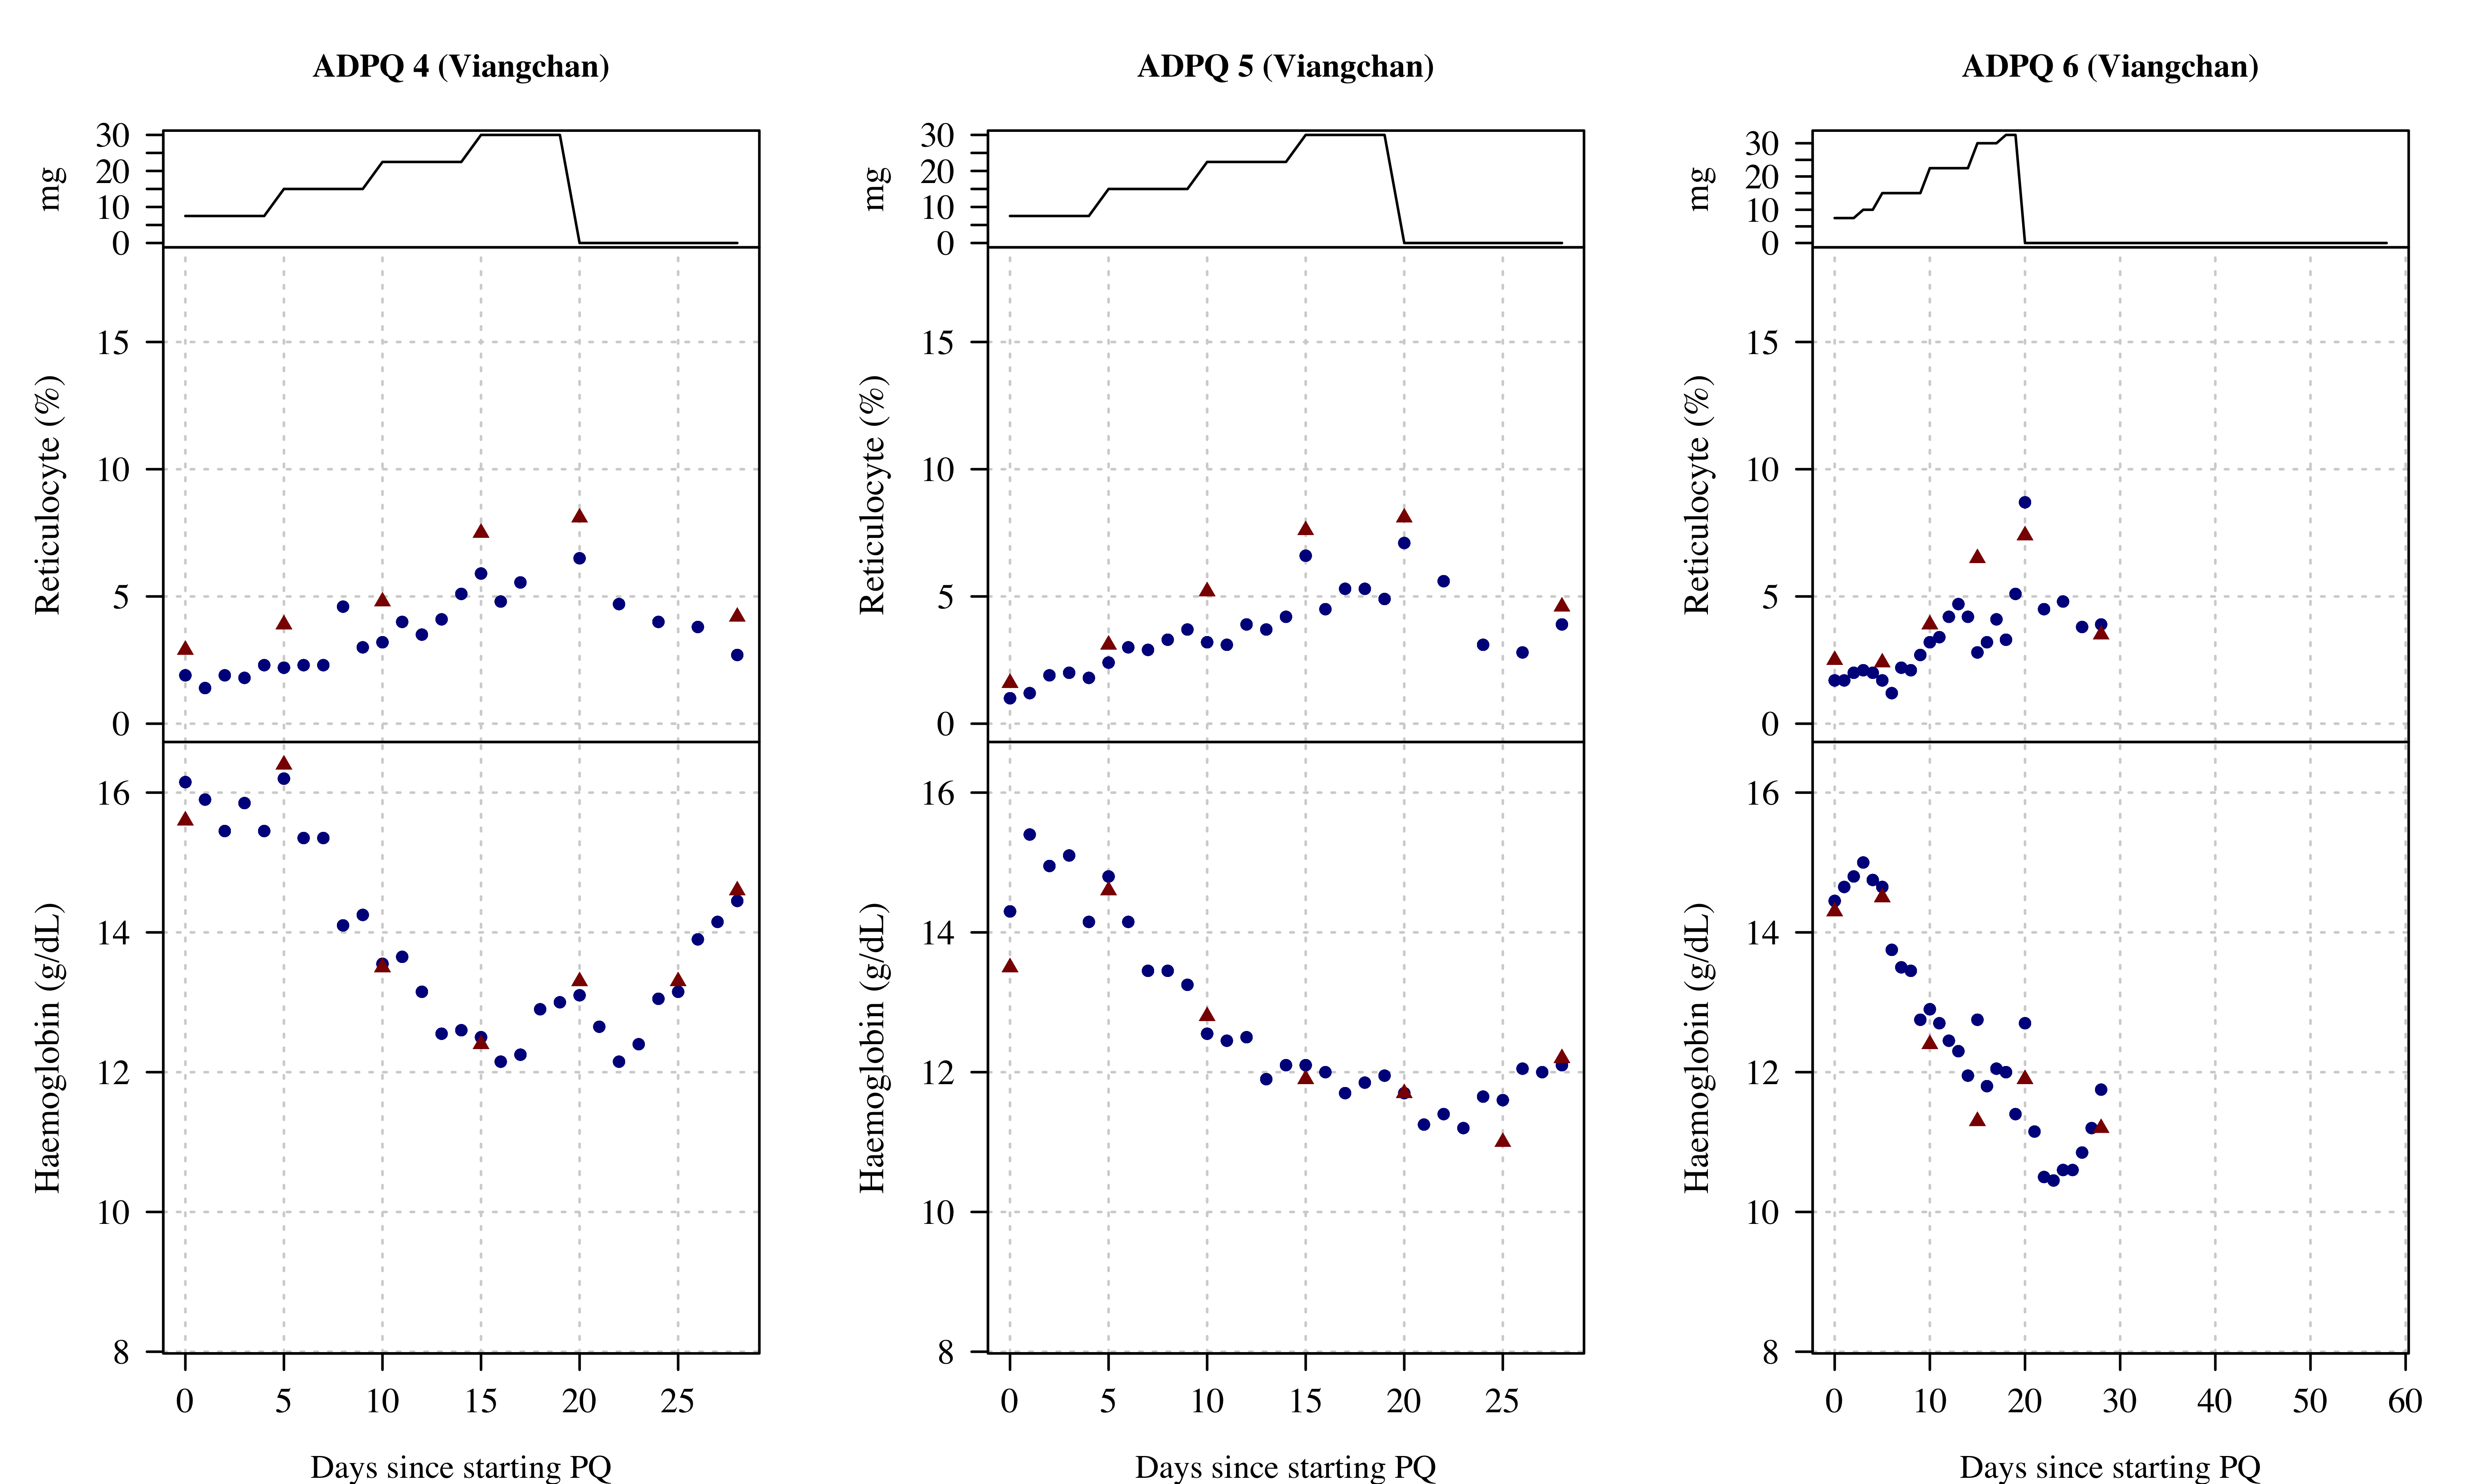 ADPQ 4 (Viangchan)
30
20
10
0
mg
15
10
5
0
Reticulocyte (%)
16
14
12
10
8
Haemoglobin (g/dL)
0 5 10 15 20 25
Days since starting PQ
ADPQ 5 (Viangchan)
30
20
10
0
mg
15
10
5
0
Reticulocyte (%)
16
14
12
10
8
Haemoglobin (g/dL)
0 5 10 15 20 25
Days since starting PQ
ADPQ 6 (Viangchan)
30
20
10
0
mg
15
10
5
0
Reticulocyte (%)
16
14
12
10
8
Haemoglobin (g/dL)
0 10 20 30 40 50 60
Days since starting PQ